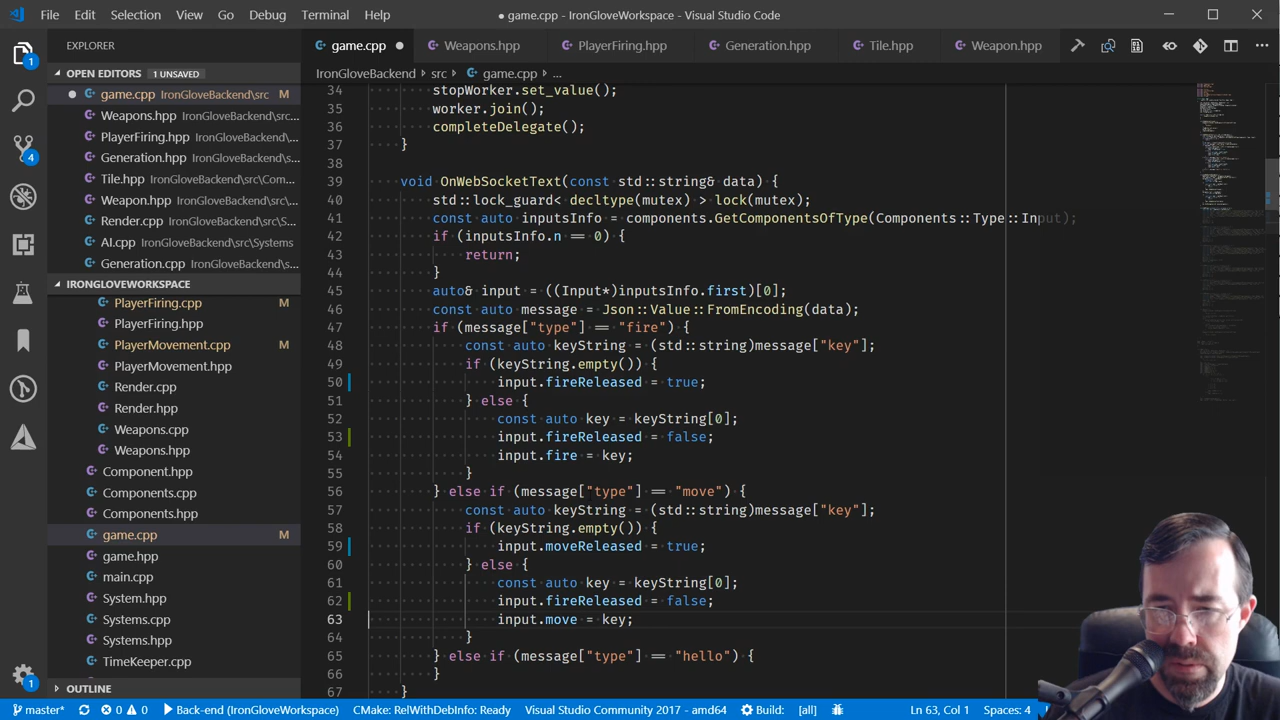 File Edit Selection View Go Debug Terminal Help
● game.cpp - IronGloveWorkspace - Visual Studio Code
EXPLORER
game.cpp ● Weapons.hpp PlayerFiring.hpp Generation.hpp Tile.hpp Weapon.hpp
OPEN EDITORS 1 UNSAVED
IronGloveBackend › src › game.cpp › ...
● game.cpp IronGloveBackend\src M
Weapons.hpp IronGloveBackend\src...
PlayerFiring.hpp IronGloveBackend\s...
Generation.hpp IronGloveBackend\s...
Tile.hpp IronGloveBackend\src\Com...
Weapon.hpp IronGloveBackend\src...
Render.cpp IronGloveBackend\src\S...
AI.cpp IronGloveBackend\src\Systems
Generation.cpp IronGloveBackend\s...
IRONGLOVEWORKSPACE
PlayerFiring.cpp M
PlayerFiring.hpp
PlayerMovement.cpp M
PlayerMovement.hpp
Render.cpp
Render.hpp
Weapons.cpp
Weapons.hpp
Component.hpp
Components.cpp
Components.hpp
game.cpp M
game.hpp
main.cpp
System.hpp
Systems.cpp
Systems.hpp
TimeKeeper.cpp
OUTLINE
34 stopWorker.set_value();
35 worker.join();
36 completeDelegate();
37 }
38
39 void OnWebSocketText(const std::string& data) {
40 std::lock_guard< decltype(mutex) > lock(mutex);
41 const auto inputsInfo = components.GetComponentsOfType(Components::Type::Input);
42 if (inputsInfo.n == 0) {
43 return;
44 }
45 auto& input = ((Input*)inputsInfo.first)[0];
46 const auto message = Json::Value::FromEncoding(data);
47 if (message["type"] == "fire") {
48 const auto keyString = (std::string)message["key"];
49 if (keyString.empty()) {
50 input.fireReleased = true;
51 } else {
52 const auto key = keyString[0];
53 input.fireReleased = false;
54 input.fire = key;
55 }
56 } else if (message["type"] == "move") {
57 const auto keyString = (std::string)message["key"];
58 if (keyString.empty()) {
59 input.moveReleased = true;
60 } else {
61 const auto key = keyString[0];
62 input.fireReleased = false;
63 input.move = key;
64 }
65 } else if (message["type"] == "hello") {
66 }
67 }
1
4
1
master* 0 0 Back-end (IronGloveWorkspace) CMake: RelWithDebInfo: Ready Visual Studio Community 2017 - amd64 Build: [all] Ln 63, Col 1 Spaces: 4